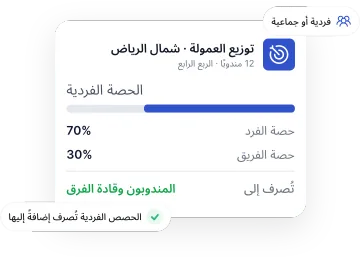 فردية أو جماعية
توزيع العمولة · شمال الرياض
12 مندوبًا · الربع الرابع
الحصة الفردية
حصة الفرد 70%
حصة الفريق 30%
تُصرف إلى المندوبون وقادة الفرق
الحصص الفردية تُصرف إضافةً إليها